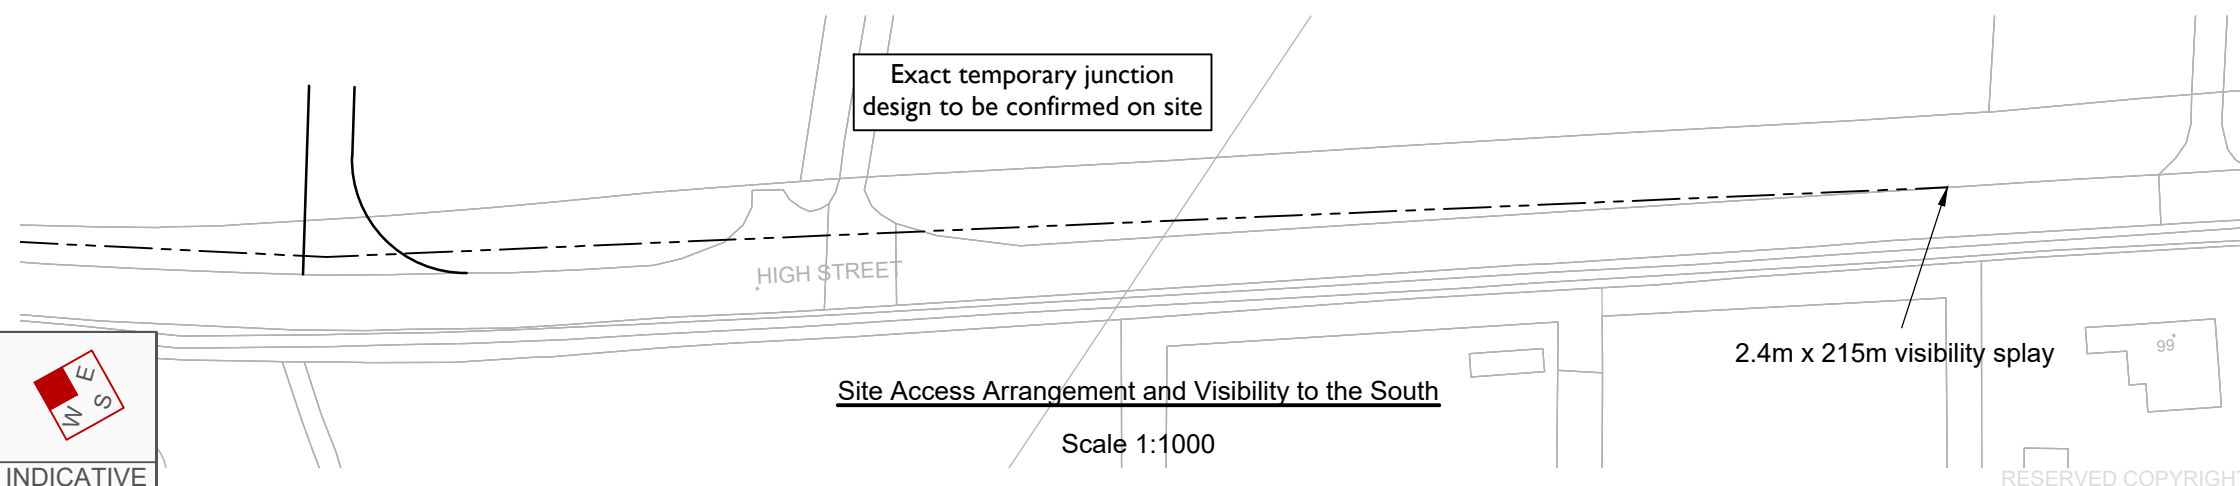 Exact temporary junction
design to be confirmed on site
HIGH STREET
2.4m x 215m visibility splay
99
Site Access Arrangement and Visibility to the South
Scale 1:1000
E
S
W
INDICATIVE
RESERVED COPYRIGHT